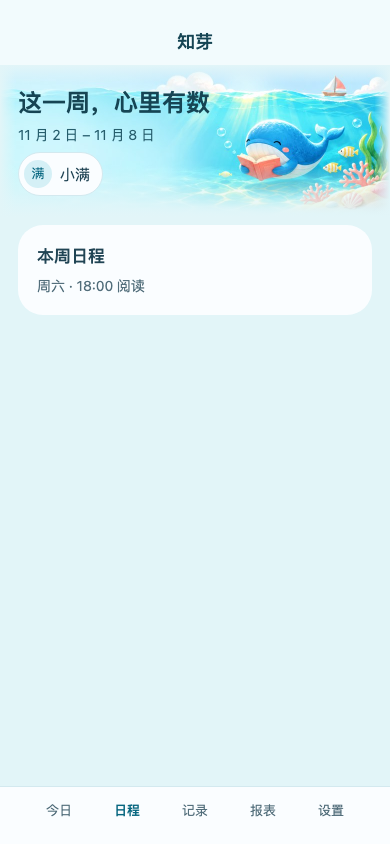 知芽
这一周，心里有数
11 月 2 日 – 11 月 8 日
满 小满
本周日程
周六 · 18:00 阅读
今日 日程 记录 报表 设置